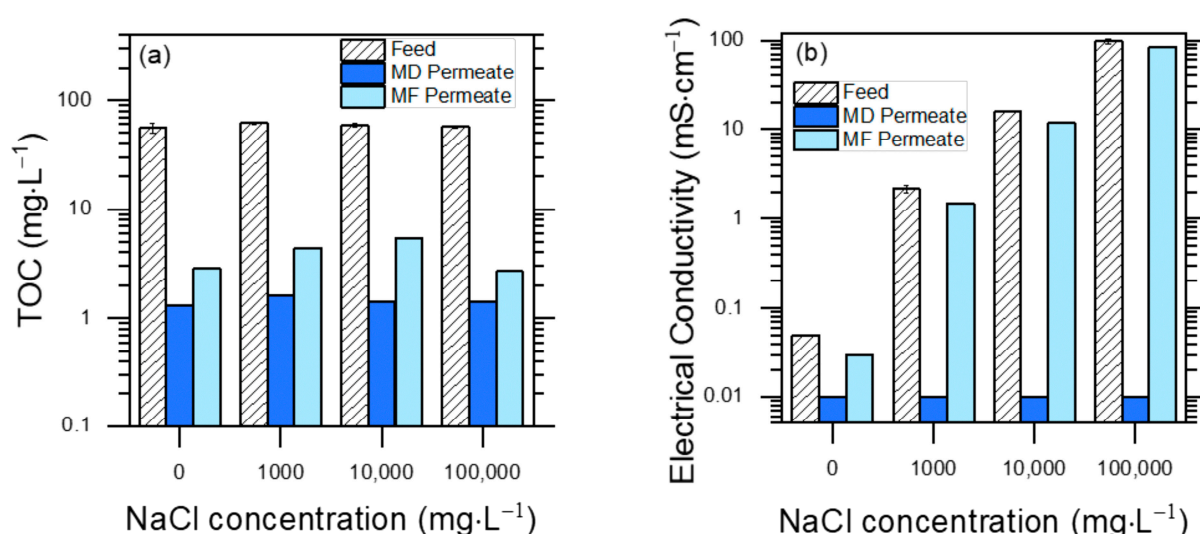 (a)
Feed
MD Permeate
MF Permeate
TOC (mg·L⁻¹)
100
10
1
0.1
0 1000 10,000 100,000
NaCl concentration (mg·L⁻¹)
(b)
Feed
MD Permeate
MF Permeate
Electrical Conductivity (mS·cm⁻¹)
100
10
1
0.1
0.01
0 1000 10,000 100,000
NaCl concentration (mg·L⁻¹)